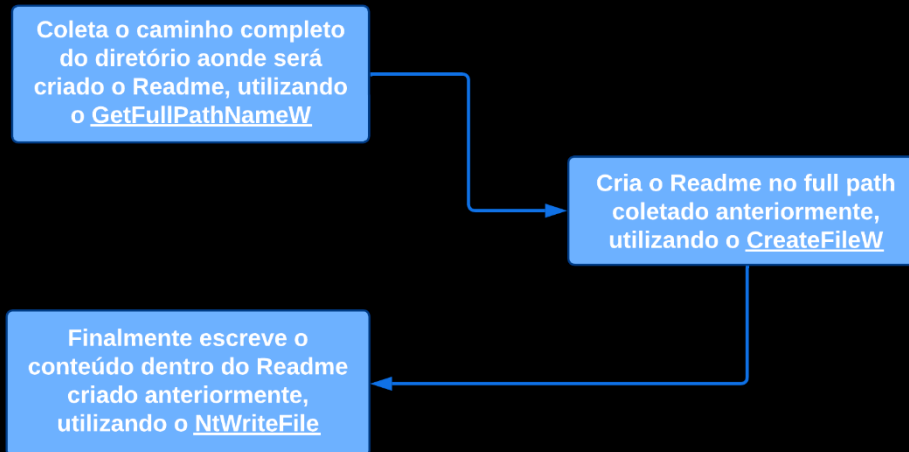 Coleta o caminho completo
do diretório aonde será
criado o Readme, utilizando
o GetFullPathNameW
Cria o Readme no full path
coletado anteriormente,
utilizando o CreateFileW
Finalmente escreve o
conteúdo dentro do Readme
criado anteriormente,
utilizando o NtWriteFile